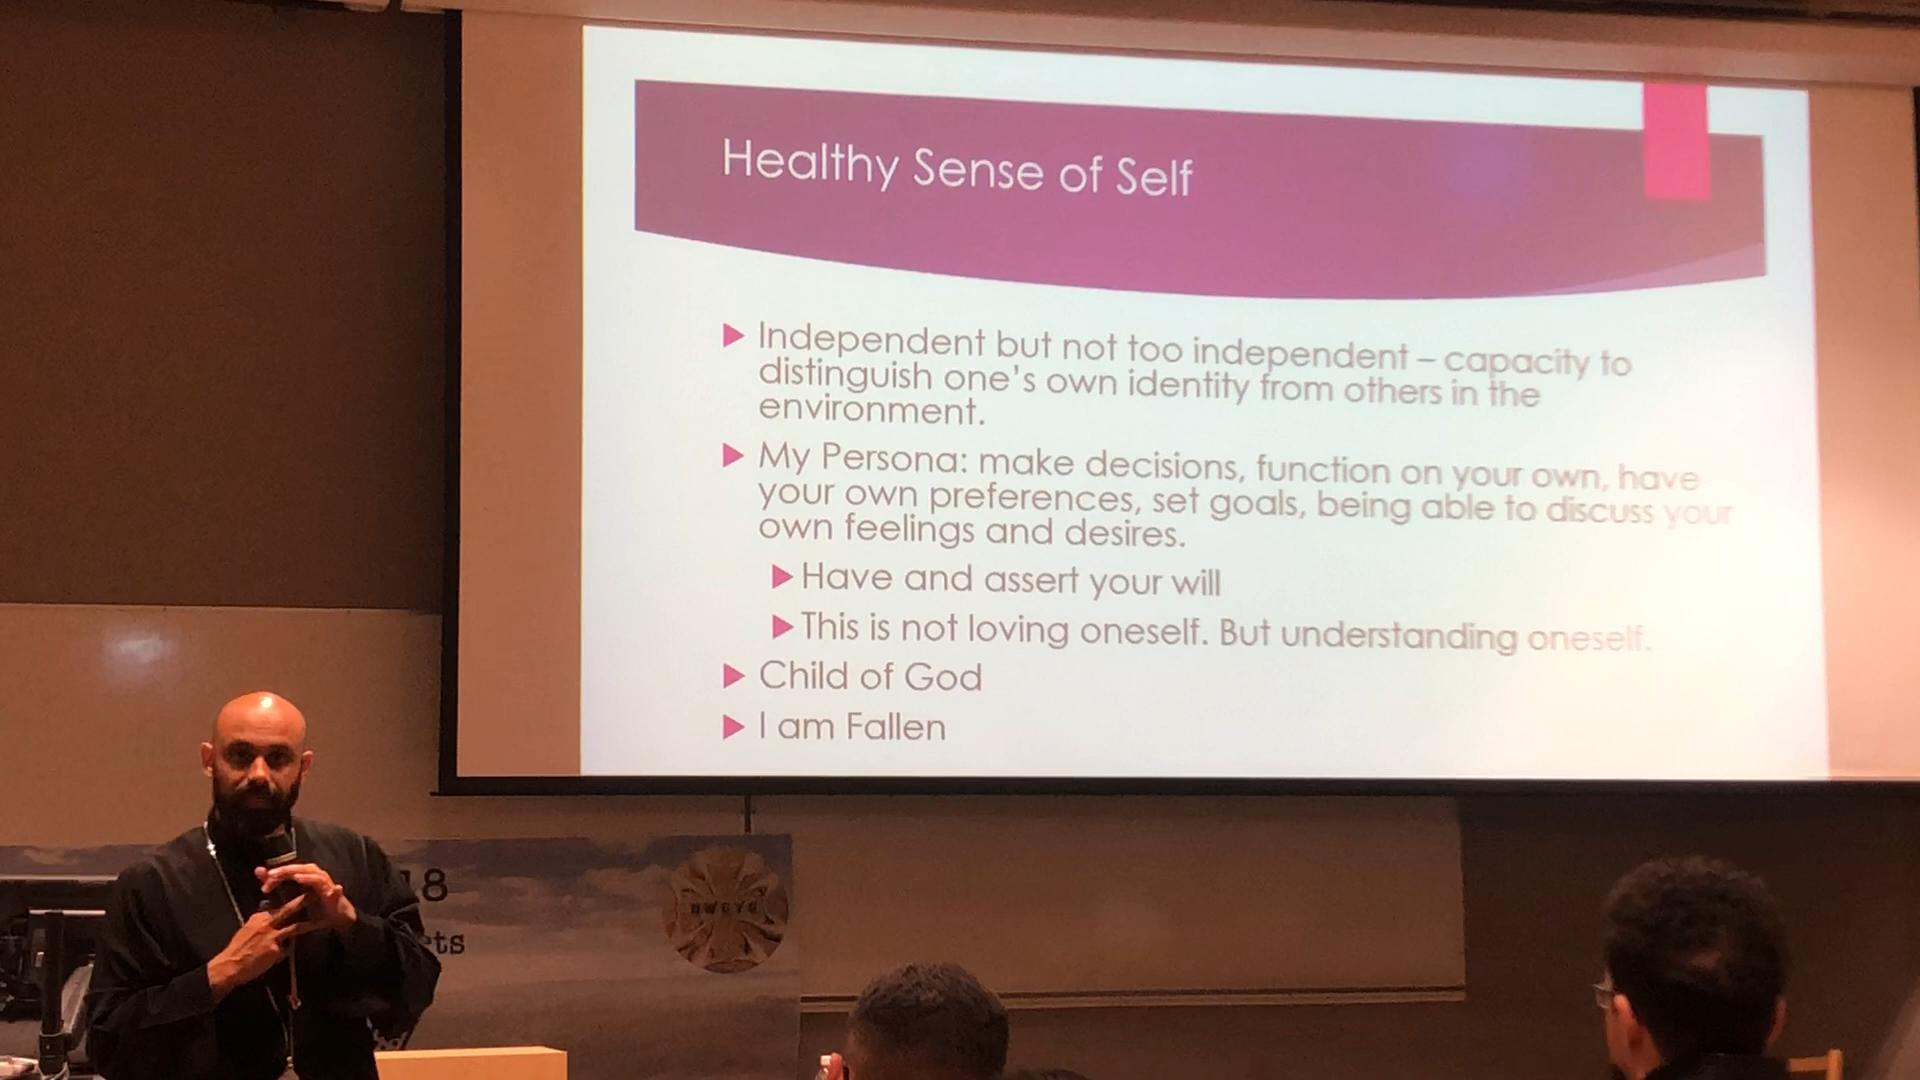 Healthy Sense of Self
Independent but not too independent – capacity to
distinguish one's own identity from others in the
environment.
My Persona: make decisions, function on your own, have
your own preferences, set goals, being able to discuss your
own feelings and desires.
Have and assert your will
This is not loving oneself. But understanding oneself.
Child of God
I am Fallen
18
ets